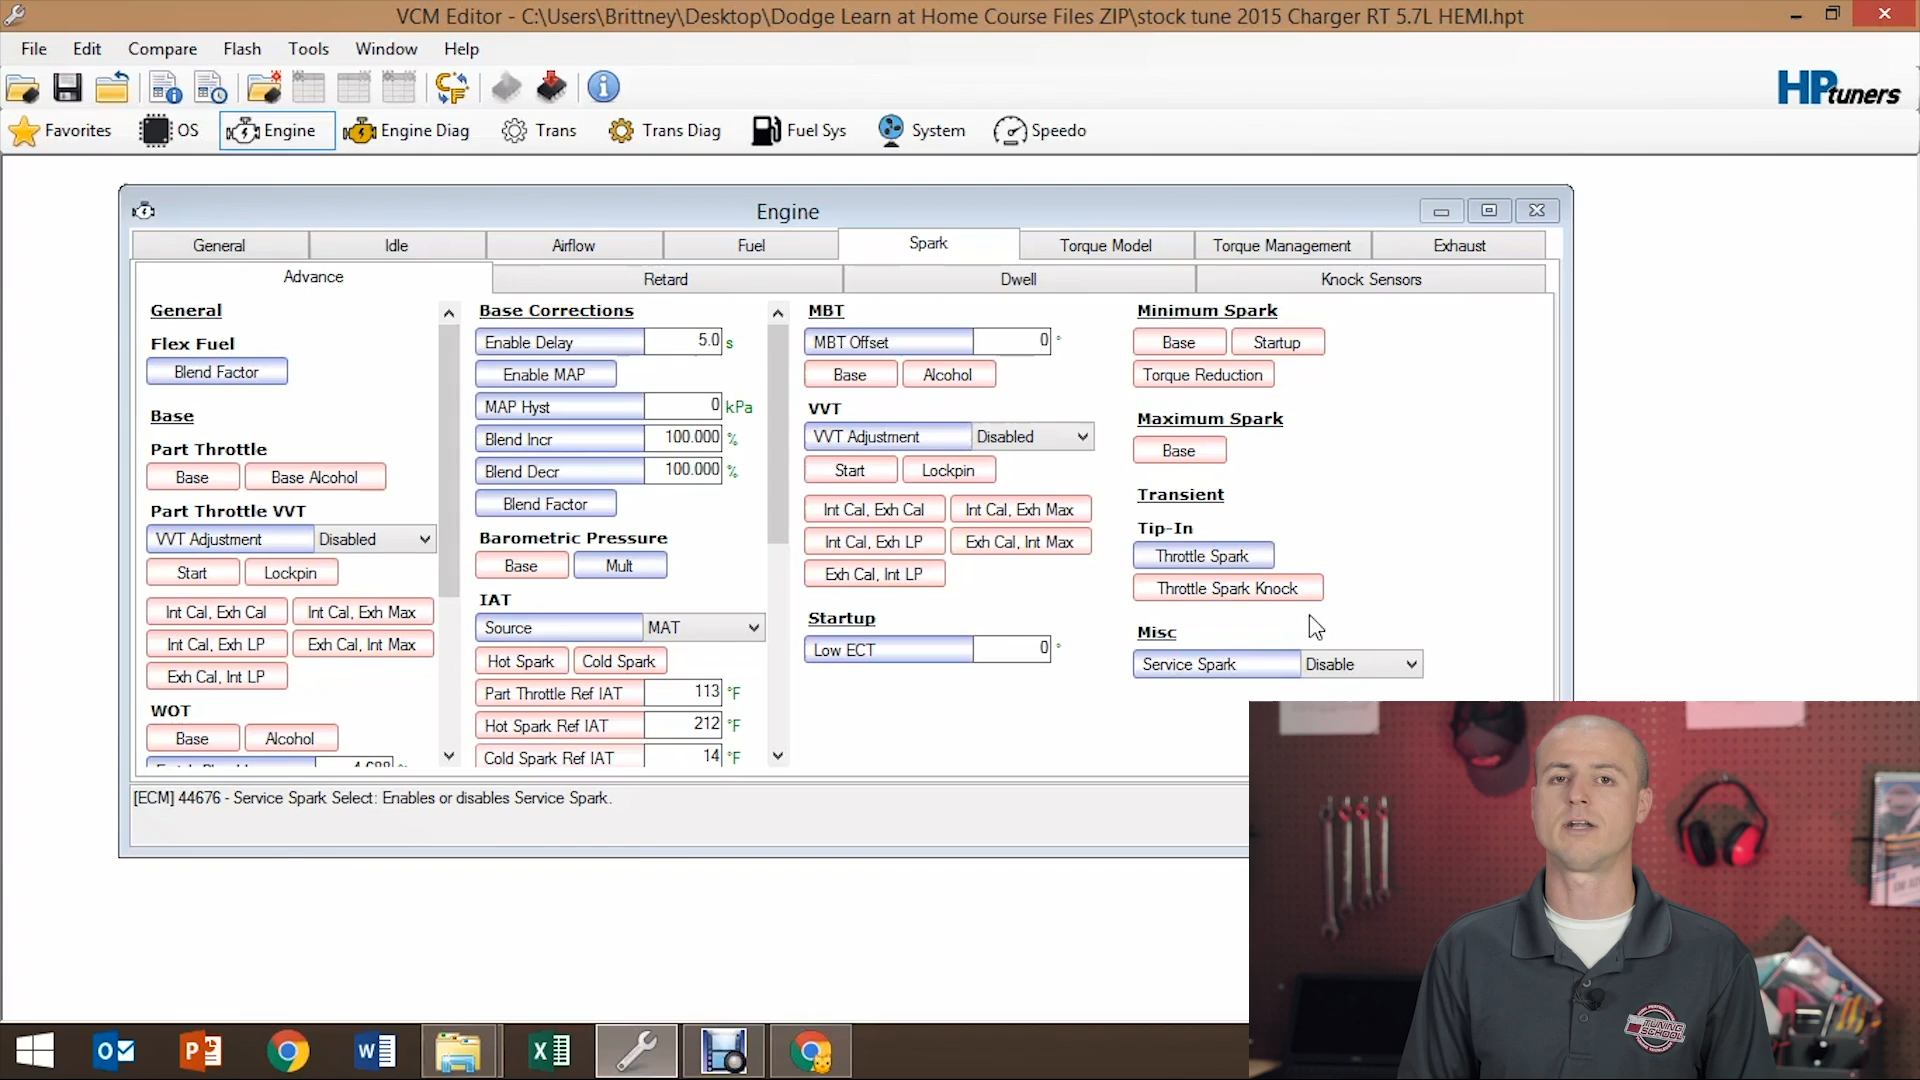 VCM Editor - C:\Users\Brittney\Desktop\Dodge Learn at Home Course Files ZIP\stock tune 2015 Charger RT 5.7L HEMI.hpt
File Edit Compare Flash Tools Window Help
HPtuners
Favorites OS Engine Engine Diag Trans Trans Diag Fuel Sys System Speedo
Engine
General Idle Airflow Fuel Spark Torque Model Torque Management Exhaust
Advance Retard Dwell Knock Sensors
General
Flex Fuel
Blend Factor
Base
Part Throttle
Base Base Alcohol
Part Throttle VVT
VVT Adjustment Disabled
Start Lockpin
Int Cal, Exh Cal Int Cal, Exh Max
Int Cal, Exh LP Exh Cal, Int Max
Exh Cal, Int LP
WOT
Base Alcohol
Base Corrections
Enable Delay 5.0 s
Enable MAP
MAP Hyst 0 kPa
Blend Incr 100.000 %
Blend Decr 100.000 %
Blend Factor
Barometric Pressure
Base Mult
IAT
Source MAT
Hot Spark Cold Spark
Part Throttle Ref IAT 113 °F
Hot Spark Ref IAT 212 °F
Cold Spark Ref IAT 14 °F
MBT
MBT Offset 0 °
Base Alcohol
VVT
VVT Adjustment Disabled
Start Lockpin
Int Cal, Exh Cal Int Cal, Exh Max
Int Cal, Exh LP Exh Cal, Int Max
Exh Cal, Int LP
Startup
Low ECT 0 °
Minimum Spark
Base Startup
Torque Reduction
Maximum Spark
Base
Transient
Tip-In
Throttle Spark
Throttle Spark Knock
Misc
Service Spark Disable
[ECM] 44676 - Service Spark Select: Enables or disables Service Spark.
TUNING
SCHOOL